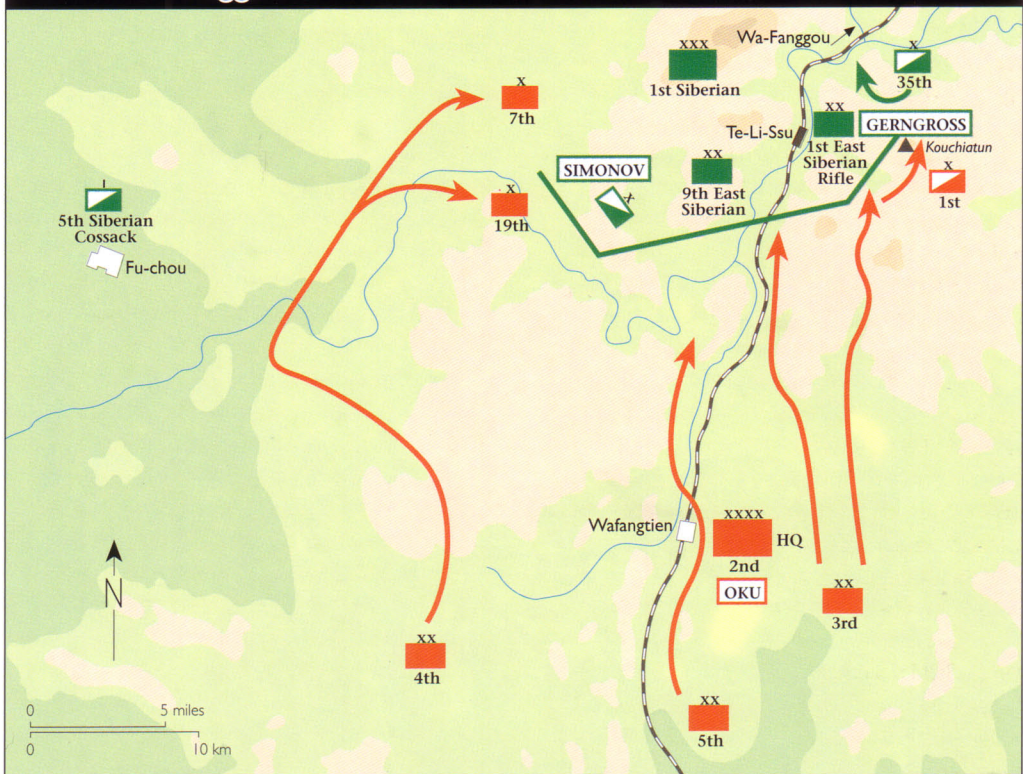 Wa-Fanggou
XXX
1st Siberian
X
35th
X
7th
Te-Li-Ssu
XX
1st East
Siberian
Rifle
GERNGROSS
Kouchiatun
X
1st
SIMONOV
X
XX
9th East
Siberian
X
19th
I
5th Siberian
Cossack
Fu-chou
Wafangtien
XXXX
HQ
2nd
OKU
XX
3rd
N
XX
4th
XX
5th
0 5 miles
0 10 km